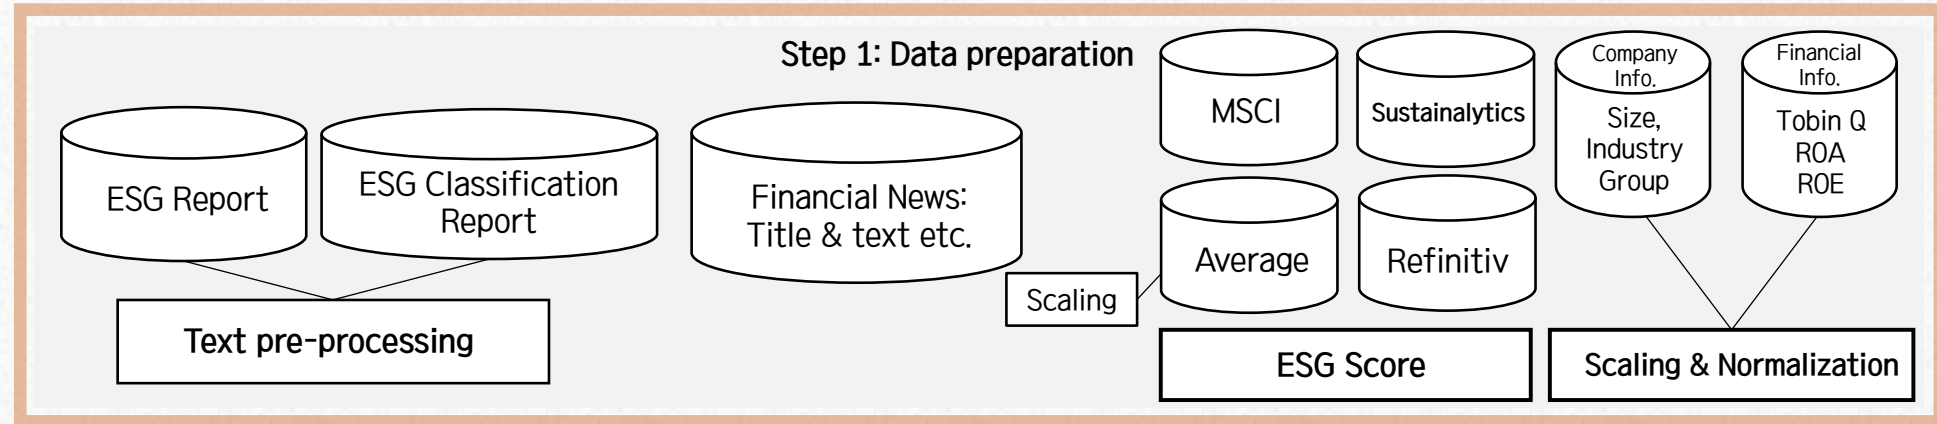 Step 1: Data preparation
ESG Report
ESG Classification
Report
Text pre-processing
Financial News:
Title & text etc.
MSCI
Sustainalytics
Average
Refinitiv
Scaling
ESG Score
Company
Info.
Size,
Industry
Group
Financial
Info.
Tobin Q
ROA
ROE
Scaling & Normalization